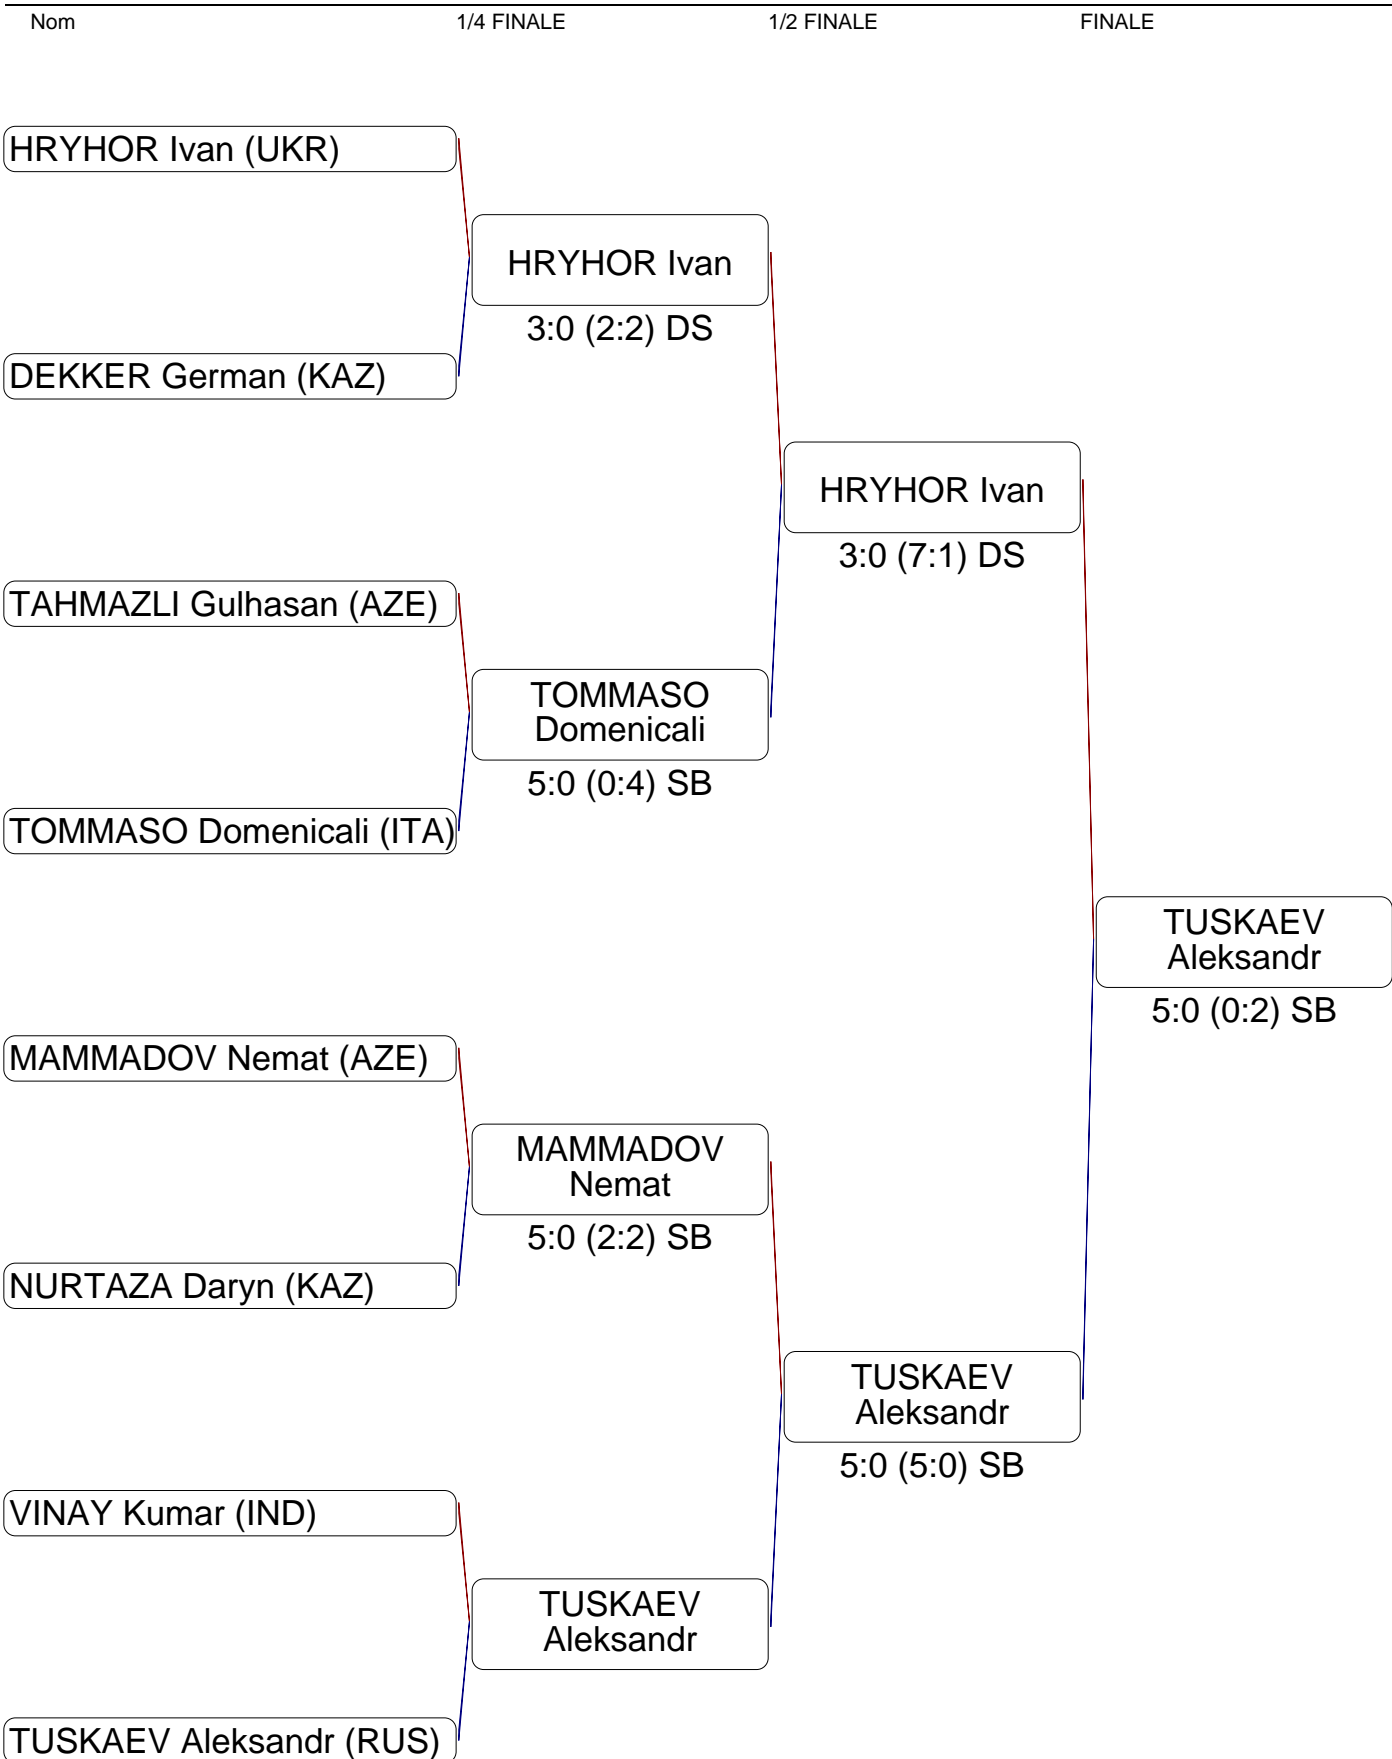 Nom 1/4 FINALE 1/2 FINALE FINALE
HRYHOR Ivan (UKR)
HRYHOR Ivan
3:0 (2:2) DS
DEKKER German (KAZ)
HRYHOR Ivan
3:0 (7:1) DS
TAHMAZLI Gulhasan (AZE)
TOMMASO
Domenicali
5:0 (0:4) SB
TOMMASO Domenicali (ITA)
TUSKAEV
Aleksandr
5:0 (0:2) SB
MAMMADOV Nemat (AZE)
MAMMADOV
Nemat
5:0 (2:2) SB
NURTAZA Daryn (KAZ)
TUSKAEV
Aleksandr
5:0 (5:0) SB
VINAY Kumar (IND)
TUSKAEV
Aleksandr
TUSKAEV Aleksandr (RUS)